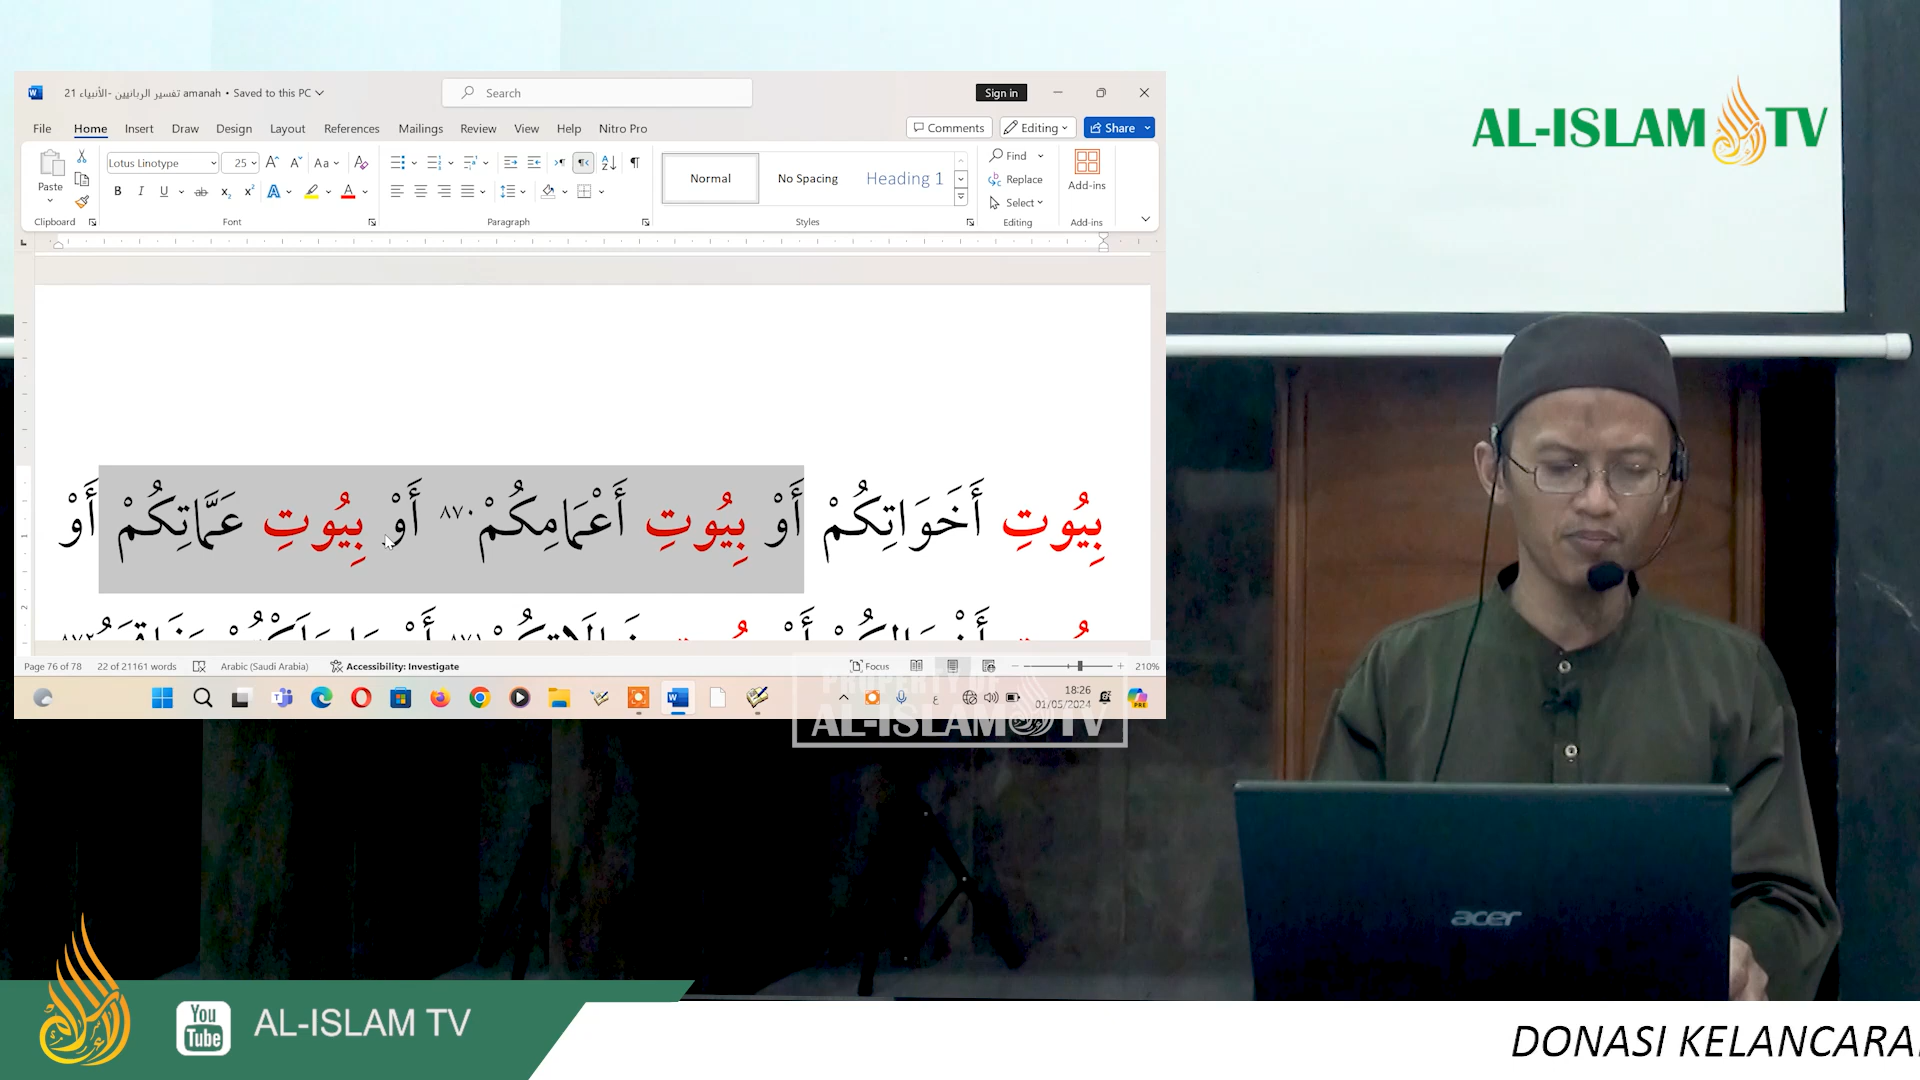 AL-ISLAM TV
21 تفسير الربانيين -الأنبياء amanah • Saved to this PC
Search
Sign in
File Home Insert Draw Design Layout References Mailings Review View Help Nitro Pro
Comments Editing Share
Lotus Linotype 25
Paste
Normal No Spacing Heading 1
Find
Replace
Select
Add-ins
Clipboard Font Paragraph Styles Editing Add-ins
بِيُوتِ أَخَوَاتِكُمْ أَوْ بِيُوتِ أَعْمَامِكُمْ ٨٧٠ أَوْ بِيُوتِ عَمَّاتِكُمْ أَوْ
Page 76 of 78 22 of 21161 words Arabic (Saudi Arabia) Accessibility: Investigate Focus 210%
18:26
01/05/2024
PROPERTY OF
AL-ISLAM TV
acer
You
Tube
AL-ISLAM TV
DONASI KELANCARA